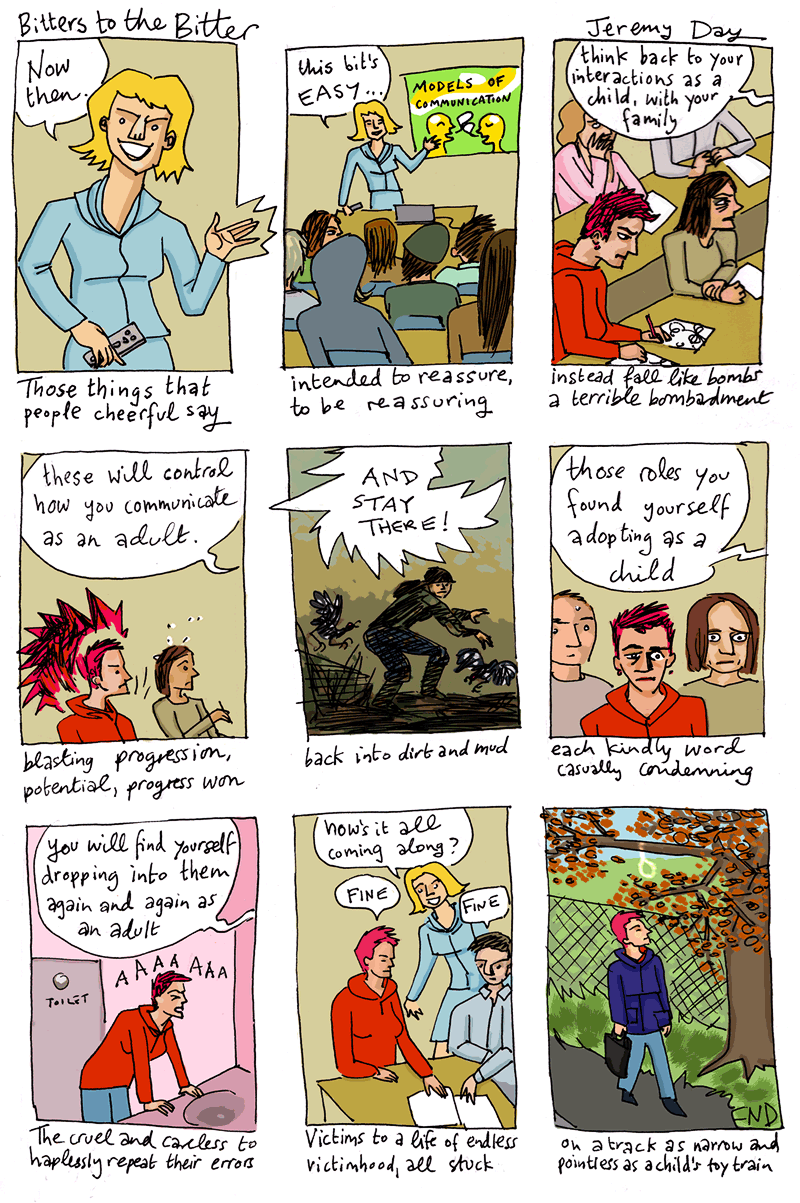 Bitters to the Bitter
Jeremy Day
Now
then.
this bit's
EASY...
MODELS OF
COMMUNICATION
think back to your
interactions as a
child, with your
family
Those things that
people cheerful say
intended to reassure,
to be reassuring
instead fall like bombs
a terrible bombardment
these will control
how you communicate
as an adult.
AND
STAY
THERE!
those roles you
found yourself
adopting as a
child
blasting progression,
potential, progress won
back into dirt and mud
each kindly word
casually condemning
you will find yourself
dropping into them
again and again as
an adult
AAAAAAA
TOILET
how's it all
coming along?
FINE
FINE
END
The cruel and careless to
haplessly repeat their errors
Victims to a life of endless
victimhood, all stuck
on a track as narrow and
pointless as a child's toy train